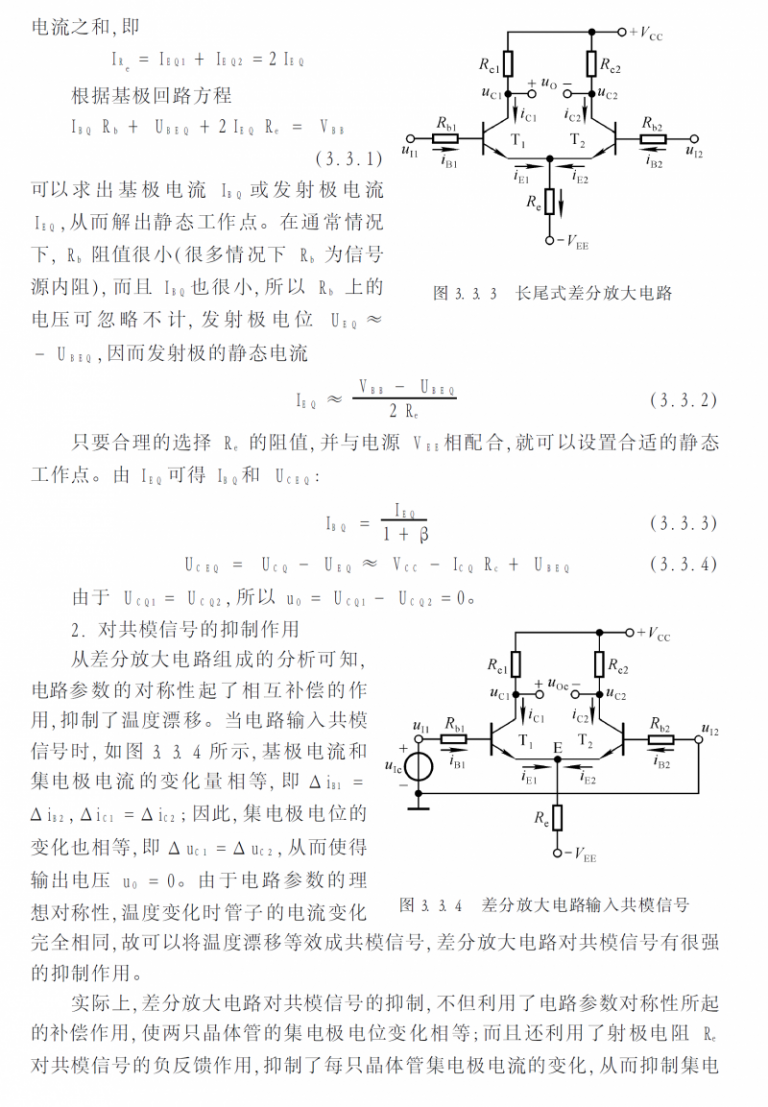 电流之和,即
I_{R_e} = I_{EQ1} + I_{EQ2} = 2 I_{EQ}
根据基极回路方程
I_{BQ} R_b + U_{BEQ} + 2 I_{EQ} R_e = V_{BB}
(3.3.1)
可以求出基极电流 I_{BQ} 或发射极电流
I_{EQ},从而解出静态工作点。在通常情况
下, R_b 阻值很小(很多情况下 R_b 为信号
源内阻),而且 I_{BQ} 也很小,所以 R_b 上的
电压可忽略不计,发射极电位 U_{EQ} ≈
- U_{BEQ},因而发射极的静态电流
+V_{CC}
R_{c1}
R_{c2}
+ u_O -
u_{C1}
u_{C2}
i_{C1}
i_{C2}
R_{b1}
R_{b2}
T_1
T_2
u_{I1}
u_{I2}
i_{B1}
i_{B2}
i_{E1}
i_{E2}
R_e
-V_{EE}
图 3.3.3 长尾式差分放大电路
I_{EQ} ≈ \frac{V_{BB} - U_{BEQ}}{2 R_e} (3.3.2)
只要合理的选择 R_e 的阻值,并与电源 V_{EE} 相配合,就可以设置合适的静态
工作点。由 I_{EQ} 可得 I_{BQ} 和 U_{CEQ}:
I_{BQ} = \frac{I_{EQ}}{1 + β} (3.3.3)
U_{CEQ} = U_{CQ} - U_{EQ} ≈ V_{CC} - I_{CQ} R_c + U_{BEQ} (3.3.4)
由于 U_{CQ1} = U_{CQ2},所以 u_O = U_{CQ1} - U_{CQ2} = 0。
2. 对共模信号的抑制作用
从差分放大电路组成的分析可知,
电路参数的对称性起了相互补偿的作
用,抑制了温度漂移。当电路输入共模
信号时,如图 3.3.4 所示,基极电流和
集电极电流的变化量相等,即 Δi_{B1} =
Δi_{B2},Δi_{C1} = Δi_{C2};因此,集电极电位的
变化也相等,即 Δu_{C1} = Δu_{C2},从而使得
输出电压 u_O = 0。由于电路参数的理
想对称性,温度变化时管子的电流变化
+V_{CC}
R_{c1}
R_{c2}
+ u_{Oc} -
u_{C1}
u_{C2}
i_{C1}
i_{C2}
u_{I1}
R_{b1}
R_{b2}
u_{I2}
T_1
E
T_2
+
u_{Ic}
-
i_{B1}
i_{B2}
i_{E1}
i_{E2}
R_e
-V_{EE}
图 3.3.4 差分放大电路输入共模信号
完全相同,故可以将温度漂移等效成共模信号,差分放大电路对共模信号有很强
的抑制作用。
实际上,差分放大电路对共模信号的抑制,不但利用了电路参数对称性所起
的补偿作用,使两只晶体管的集电极电位变化相等;而且还利用了射极电阻 R_e
对共模信号的负反馈作用,抑制了每只晶体管集电极电流的变化,从而抑制集电